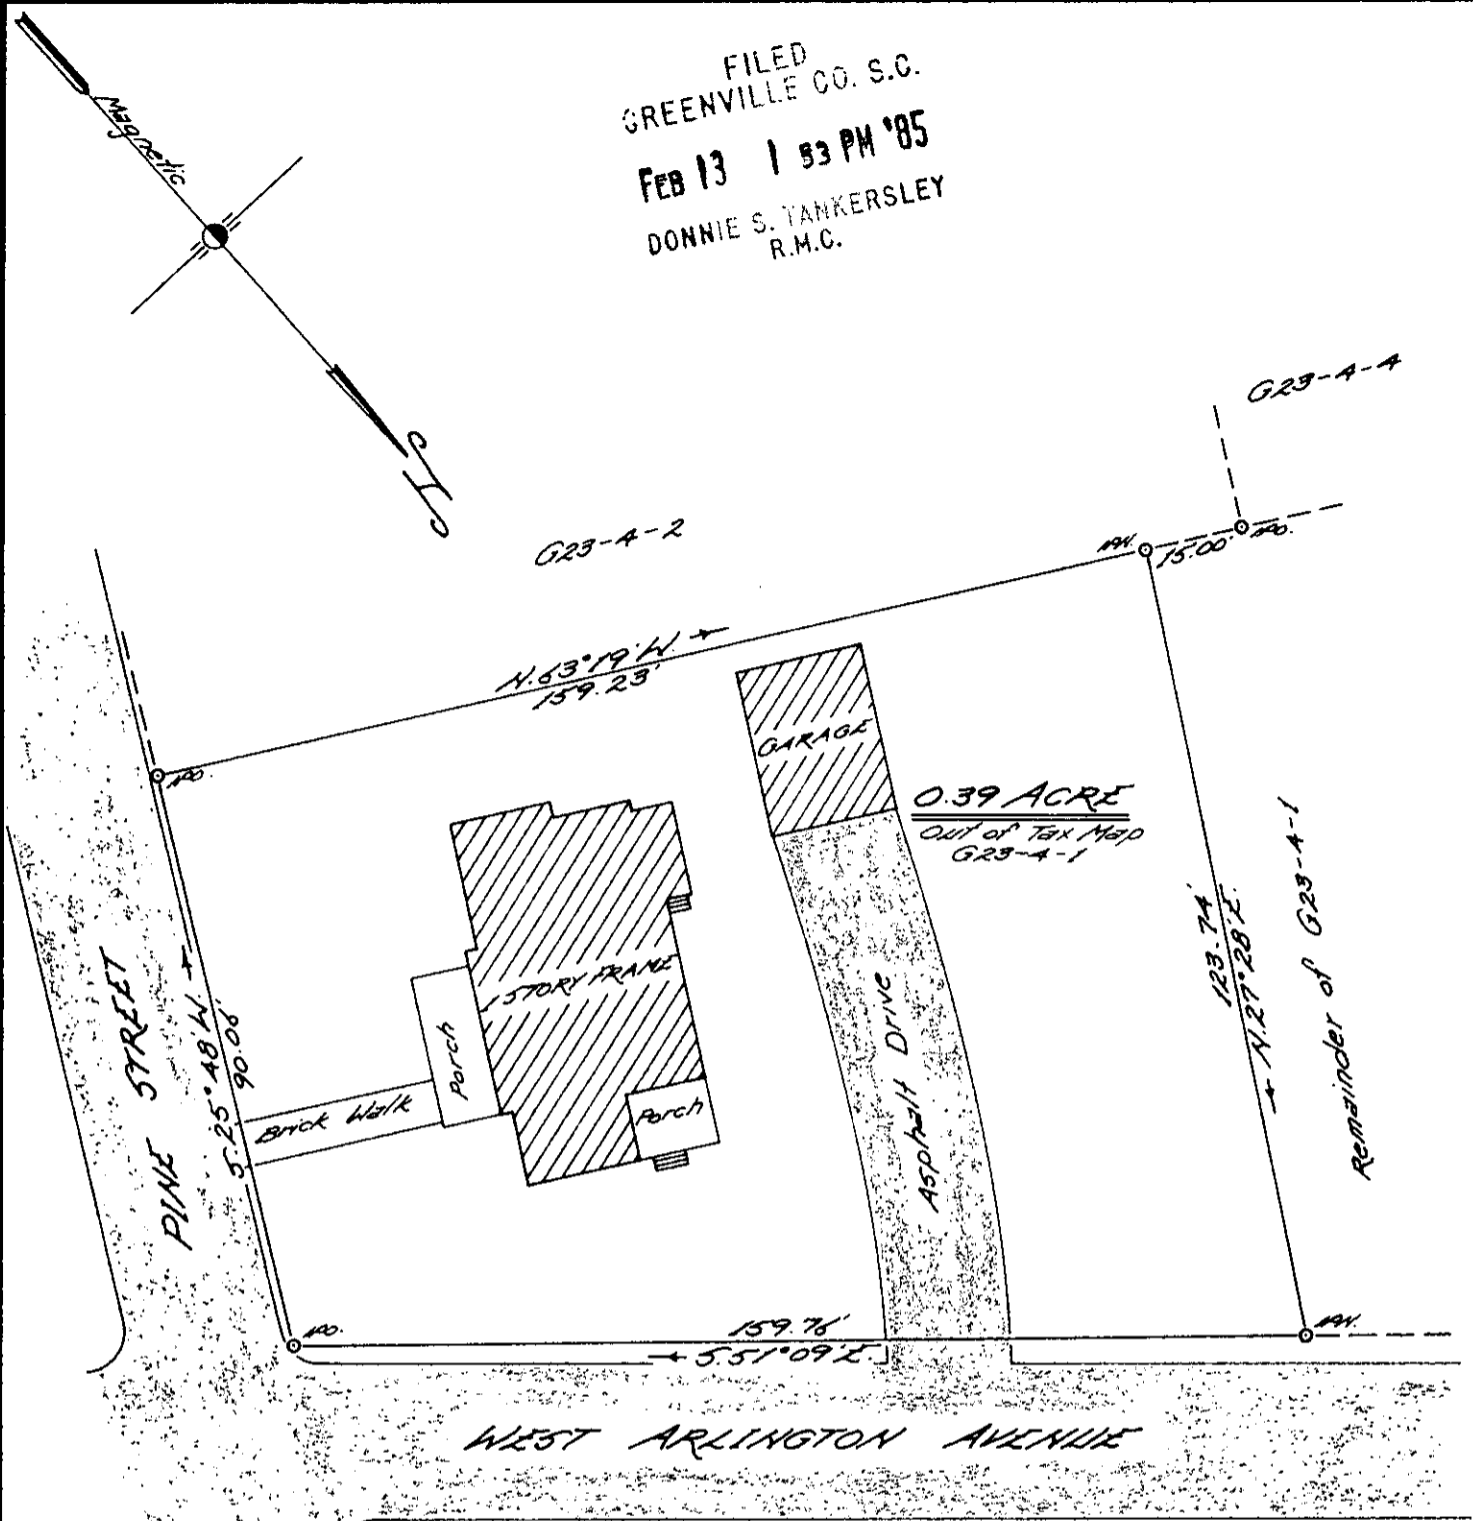 FILED
GREENVILLE CO. S.C.
FEB 13 1 53 PM '85
DONNIE S. TANKERSLEY
R.M.C.
Magnetic
G23-4-4
G23-4-2
I.P.N.
15.00'
I.P.O.
N.63°19'W.
159.23'
I.P.O.
GARAGE
0.39 ACRE
Out of Tax Map
G23-4-1
1 STORY FRAME
Porch
Porch
Brick Walk
Asphalt Drive
PINE STREET
S.25°48'W.
90.06'
123.74'
N.27°28'E.
Remainder of G23-4-1
I.P.O.
159.76'
S.51°09'E.
I.P.N.
WEST ARLINGTON AVENUE